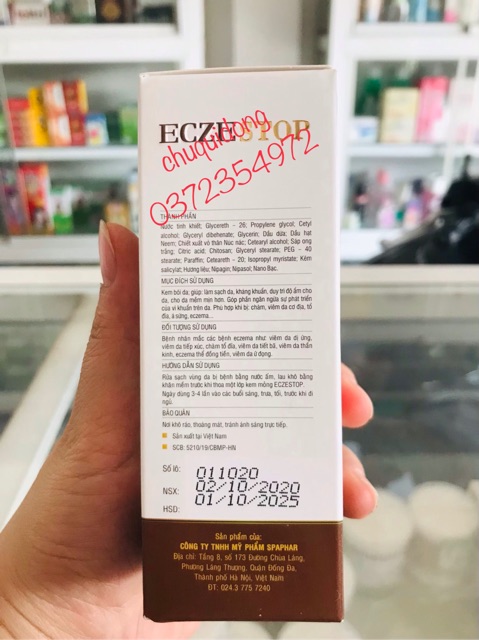 ECZESTOP
chuquidong
0372354972
THÀNH PHẦN
Nước tinh khiết; Glycereth - 26; Propylene glycol, Cetyl
alcohol; Glyceryl dibehenate; Glycerin; Dầu dừa; Dầu hạt
Neem; Chiết xuất vỏ thân Núc nác; Cetearyl alcohol; Sáp ong
trắng; Citric acid; Chitosan; Glyceryl stearate; PEG - 40
stearate; Paraffin; Ceteareth - 20; Isopropyl myristate; Kẽm
salicylat; Hương liệu; Nipagin, Nipasol; Nano Bạc.
MỤC ĐÍCH SỬ DỤNG
Kem bôi da, giúp: làm sạch da, kháng khuẩn, duy trì độ ẩm cho
da, cho da mềm mịn hơn. Góp phần ngăn ngừa sự phát triển
của vi khuẩn trên da. Phù hợp khi bị: chàm, viêm da cơ địa, tổ
đỉa, á sừng, eczema...
ĐỐI TƯỢNG SỬ DỤNG
Bệnh nhân mắc các bệnh eczema như viêm da dị ứng,
viêm da tiếp xúc, chàm tổ đỉa, viêm da tiết bã, viêm da thần
kinh, eczema thể đồng tiền, viêm da ứ đọng.
HƯỚNG DẪN SỬ DỤNG
Rửa sạch vùng da bị bệnh bằng nước ấm, lau khô bằng
khăn mềm trước khi thoa một lớp kem mỏng ECZESTOP.
Ngày dùng 3-4 lần vào các buổi sáng, trưa, tối, trước khi đi
ngủ.
BẢO QUẢN
Nơi khô ráo, thoáng mát, tránh ánh sáng trực tiếp.
Sản xuất tại Việt Nam
SCB: 5210/19/CBMP-HN
Số lô: 011020
NSX: 02/10/2020
HSD: 01/10/2025
Sản phẩm của:
CÔNG TY TNHH MỸ PHẨM SPAPHAR
Địa chỉ: Tầng 8, số 173 Đường Chùa Láng,
Phường Láng Thượng, Quận Đống Đa,
Thành phố Hà Nội, Việt Nam
ĐT: 024.3 775 7240